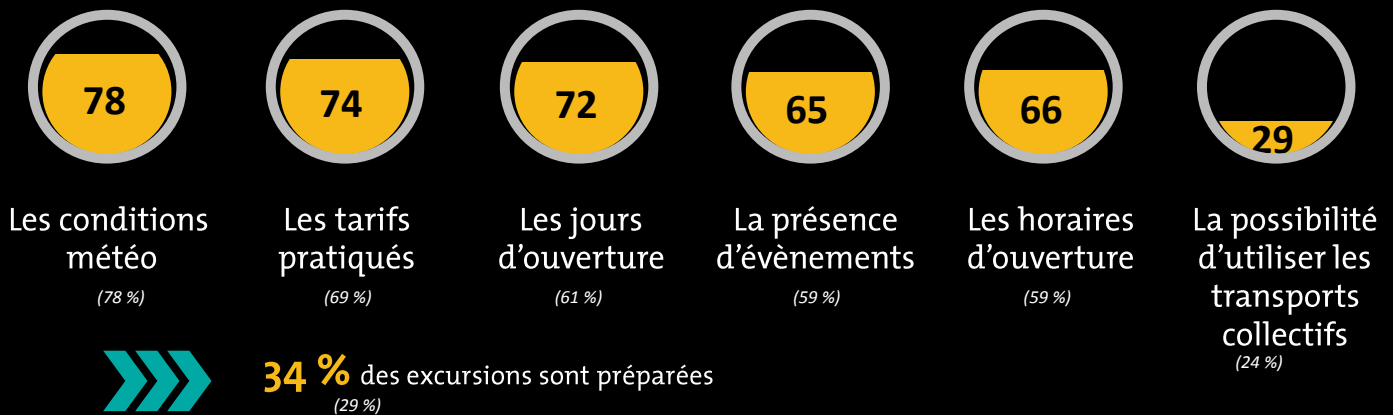 78
74
72
65
66
29
Les conditions
météo
(78 %)
Les tarifs
pratiqués
(69 %)
Les jours
d’ouverture
(61 %)
La présence
d’évènements
(59 %)
Les horaires
d’ouverture
(59 %)
La possibilité
d’utiliser les
transports
collectifs
(24 %)
34 % des excursions sont préparées
(29 %)